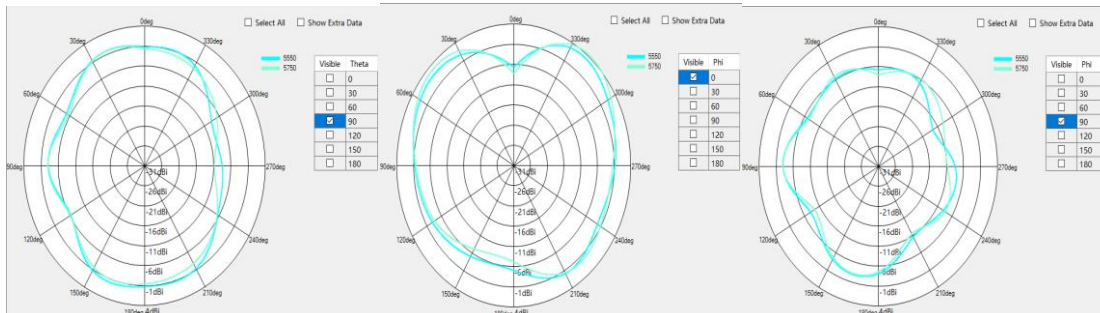 Select All Show Extra Data
0deg
30deg
330deg
5550
5750
Visible Theta
0
30
60
90
120
150
180
60deg
300deg
90deg
270deg
-31dBi
-26dBi
-21dBi
-16dBi
-11dBi
-6dBi
-1dBi
4dBi
120deg
240deg
150deg
210deg
180deg
Select All Show Extra Data
0deg
30deg
330deg
5550
5750
Visible Phi
0
30
60
90
120
150
180
60deg
300deg
90deg
270deg
-31dBi
-26dBi
-21dBi
-16dBi
-11dBi
-6dBi
-1dBi
4dBi
120deg
240deg
150deg
210deg
Select All Show Extra Data
0deg
30deg
330deg
5550
5750
Visible Phi
0
30
60
90
120
150
180
60deg
300deg
90deg
270deg
-31dBi
-26dBi
-21dBi
-16dBi
-11dBi
-6dBi
-1dBi
4dBi
120deg
240deg
150deg
210deg